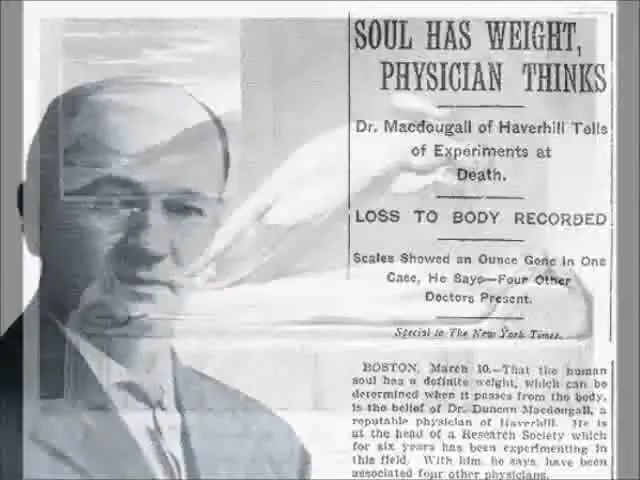 SOUL HAS WEIGHT,
PHYSICIAN THINKS
Dr. Macdougall of Haverhill Tells
of Experiments at
Death.
LOSS TO BODY RECORDED
Scales Showed an Ounce Gone in One
Case, He Says—Four Other
Doctors Present.
Special to The New York Times.
BOSTON, March 10.—That the human
soul has a definite weight, which can be
determined when it passes from the body,
is the belief of Dr. Duncan Macdougall, a
reputable physician of Haverhill. He is
at the head of a Research Society which
for six years has been experimenting in
this field. With him, he says, have been
associated four other physicians.